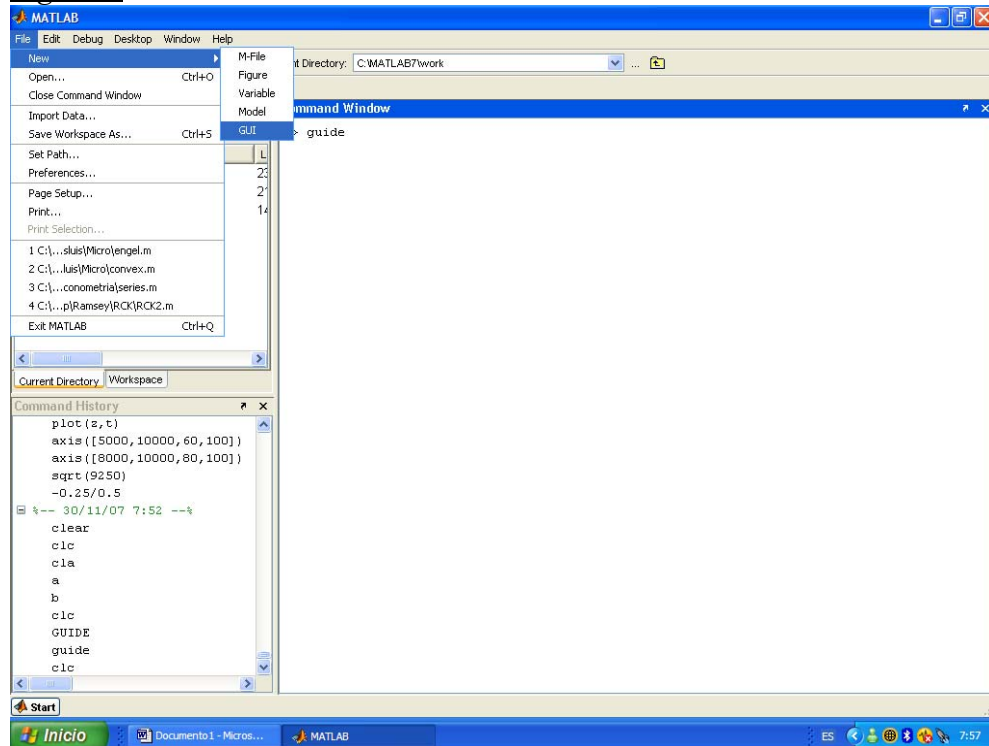 MATLAB
File Edit Debug Desktop Window Help
New
Open... Ctrl+O
Close Command Window
Import Data...
Save Workspace As... Ctrl+S
Set Path...
Preferences...
Page Setup...
Print...
Print Selection...
1 C:\...sluis\Micro\engel.m
2 C:\...luis\Micro\convex.m
3 C:\...conometria\series.m
4 C:\...p\Ramsey\RCK\RCK2.m
Exit MATLAB Ctrl+Q
M-File
Figure
Variable
Model
GUI
nt Directory: C:\MATLAB7\work ...
ommand Window
> guide
L
23
21
14
Current Directory Workspace
Command History
plot(z,t)
axis([5000,10000,60,100])
axis([8000,10000,80,100])
sqrt(9250)
-0.25/0.5
%-- 30/11/07 7:52 --%
clear
clc
cla
a
b
clc
GUIDE
guide
clc
Start
Inicio Documento1 - Micros... MATLAB ES 7:57